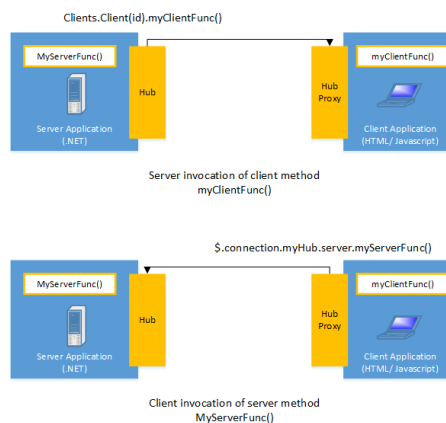 Clients.Client(id).myClientFunc()
MyServerFunc()
Hub
Server Application
(.NET)
Hub
Proxy
myClientFunc()
Client Application
(HTML/ Javascript)
Server invocation of client method
myClientFunc()
$.connection.myHub.server.myServerFunc()
MyServerFunc()
Hub
Server Application
(.NET)
Hub
Proxy
myClientFunc()
Client Application
(HTML/ Javascript)
Client invocation of server method
MyServerFunc()